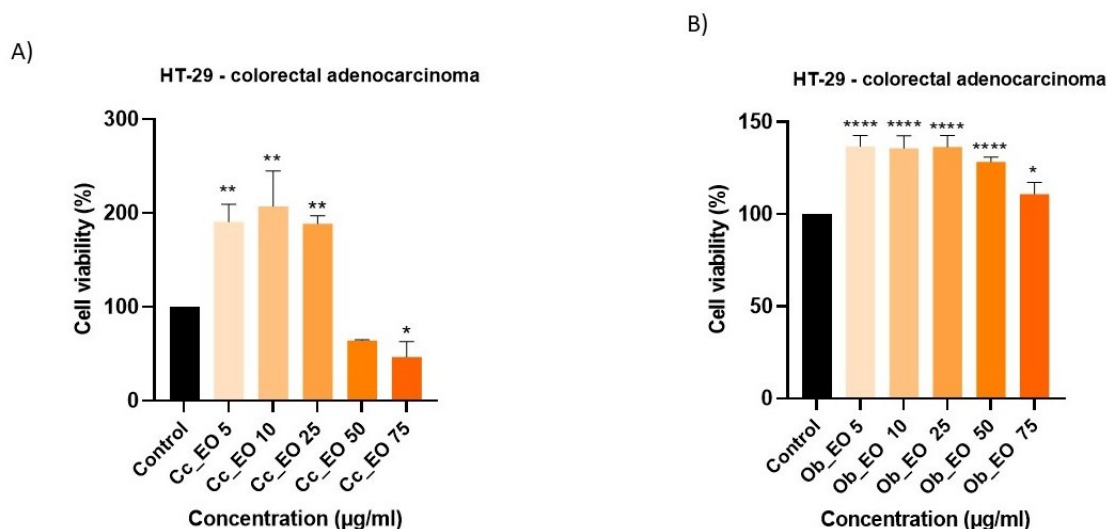 A)
HT-29 - colorectal adenocarcinoma
Cell viability (%)
300
200
100
0
**
**
**
*
Control
Cc_EO 5
Cc_EO 10
Cc_EO 25
Cc_EO 50
Cc_EO 75
Concentration (µg/ml)
B)
HT-29 - colorectal adenocarcinoma
Cell viability (%)
150
100
50
0
****
****
****
****
*
Control
Ob_EO 5
Ob_EO 10
Ob_EO 25
Ob_EO 50
Ob_EO 75
Concentration (µg/ml)